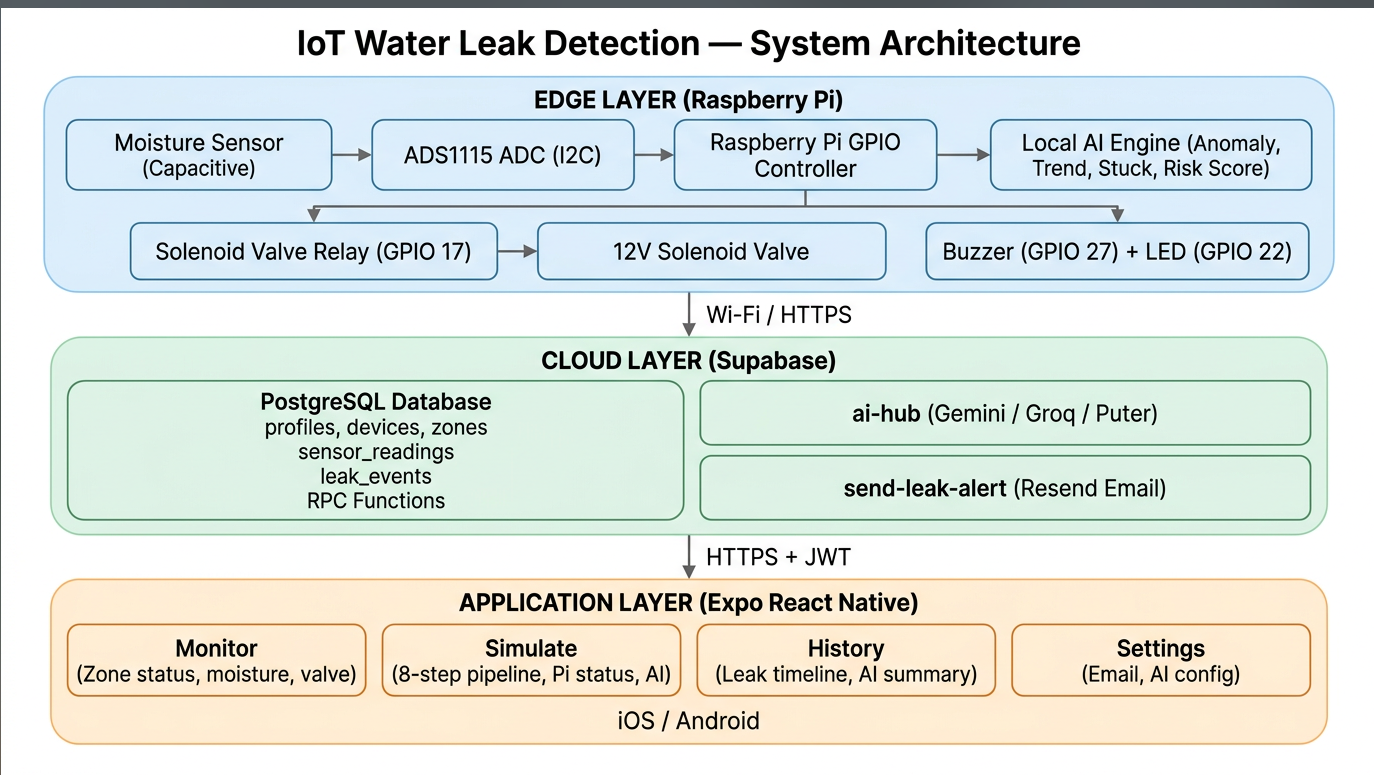 IoT Water Leak Detection — System Architecture
EDGE LAYER (Raspberry Pi)
Moisture Sensor
(Capacitive)
ADS1115 ADC (I2C)
Raspberry Pi GPIO
Controller
Local AI Engine (Anomaly,
Trend, Stuck, Risk Score)
Solenoid Valve Relay (GPIO 17)
12V Solenoid Valve
Buzzer (GPIO 27) + LED (GPIO 22)
Wi-Fi / HTTPS
CLOUD LAYER (Supabase)
PostgreSQL Database
profiles, devices, zones
sensor_readings
leak_events
RPC Functions
ai-hub (Gemini / Groq / Puter)
send-leak-alert (Resend Email)
HTTPS + JWT
APPLICATION LAYER (Expo React Native)
Monitor
(Zone status, moisture, valve)
Simulate
(8-step pipeline, Pi status, AI)
History
(Leak timeline, AI summary)
Settings
(Email, AI config)
iOS / Android